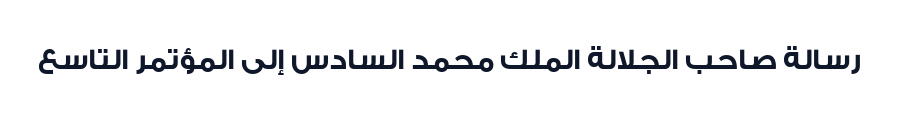 رسالة صاحب الجلالة الملك محمد السادس إلى المؤتمر التاسع